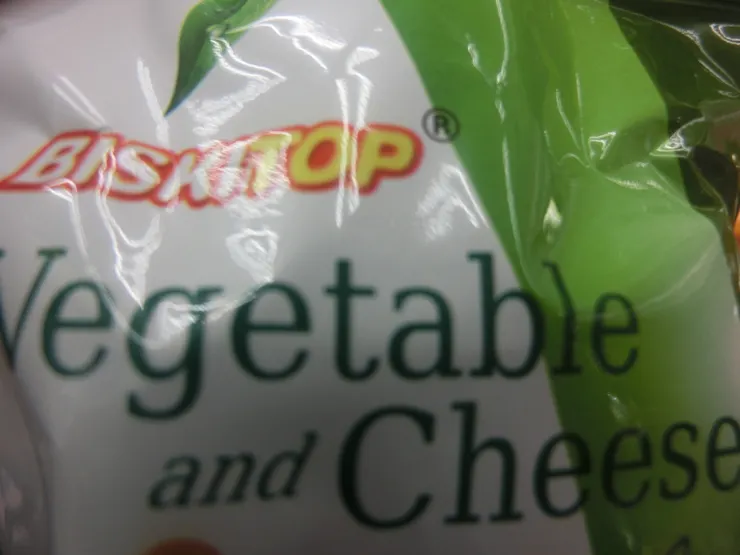 BISKITOP®
Vegetable
and Cheese